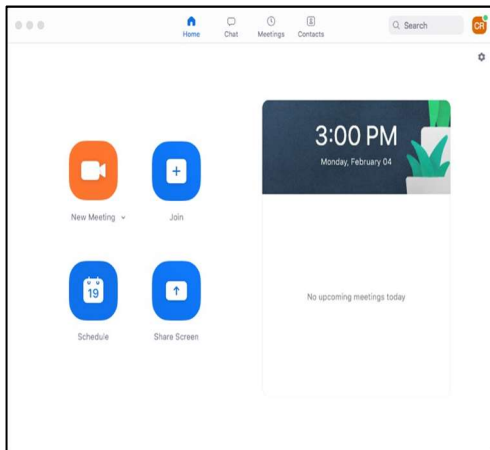 Home
Chat
Meetings
Contacts
Search
CR
3:00 PM
Monday, February 04
New Meeting
Join
19
Schedule
Share Screen
No upcoming meetings today